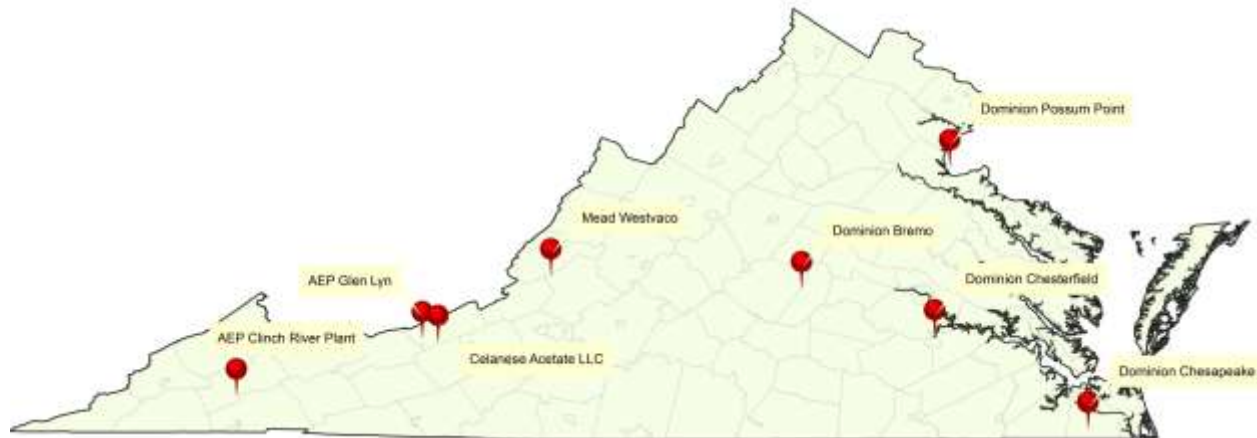 Dominion Possum Point
Mead Westvaco
Dominion Bremo
AEP Glen Lyn
Dominion Chesterfield
AEP Clinch River Plant
Celanese Acetate LLC
Dominion Chesapeake